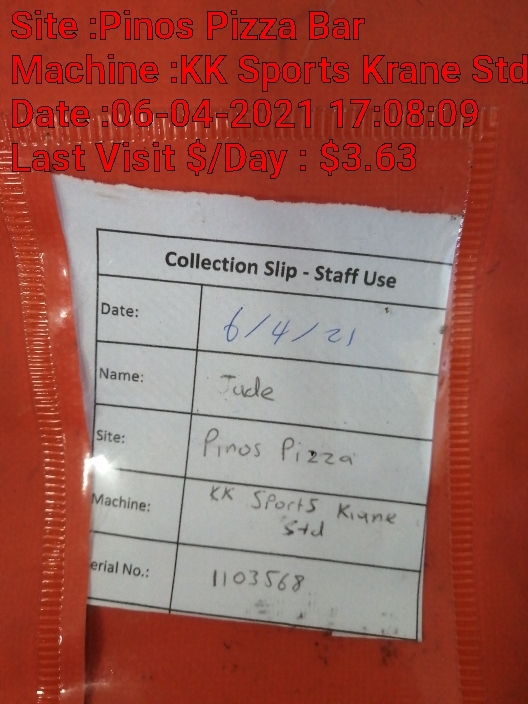 Site :Pinos Pizza Bar
Machine :KK Sports Krane Std
Date :06-04-2021 17:08:09
Last Visit $/Day : $3.63
Collection Slip - Staff Use
Date: 6/4/21
Name: Jude
Site: Pinos Pizza
Machine: KK Sports Krane
Std
erial No.: 1103568